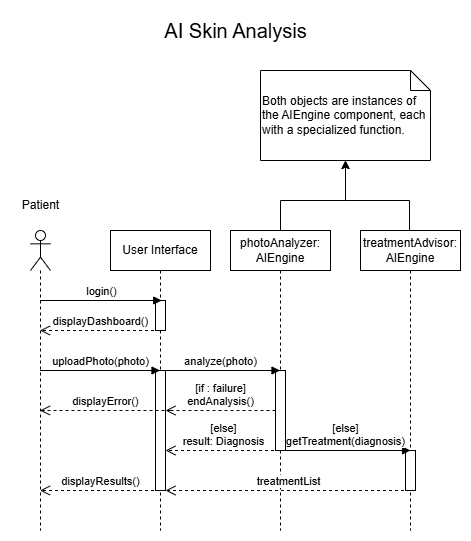 AI Skin Analysis
Both objects are instances of
the AIEngine component, each
with a specialized function.
Patient
User Interface
photoAnalyzer:
AIEngine
treatmentAdvisor:
AIEngine
login()
displayDashboard()
uploadPhoto(photo)
analyze(photo)
[if : failure]
displayError()
endAnalysis()
[else]
result: Diagnosis
[else]
getTreatment(diagnosis)
displayResults()
treatmentList